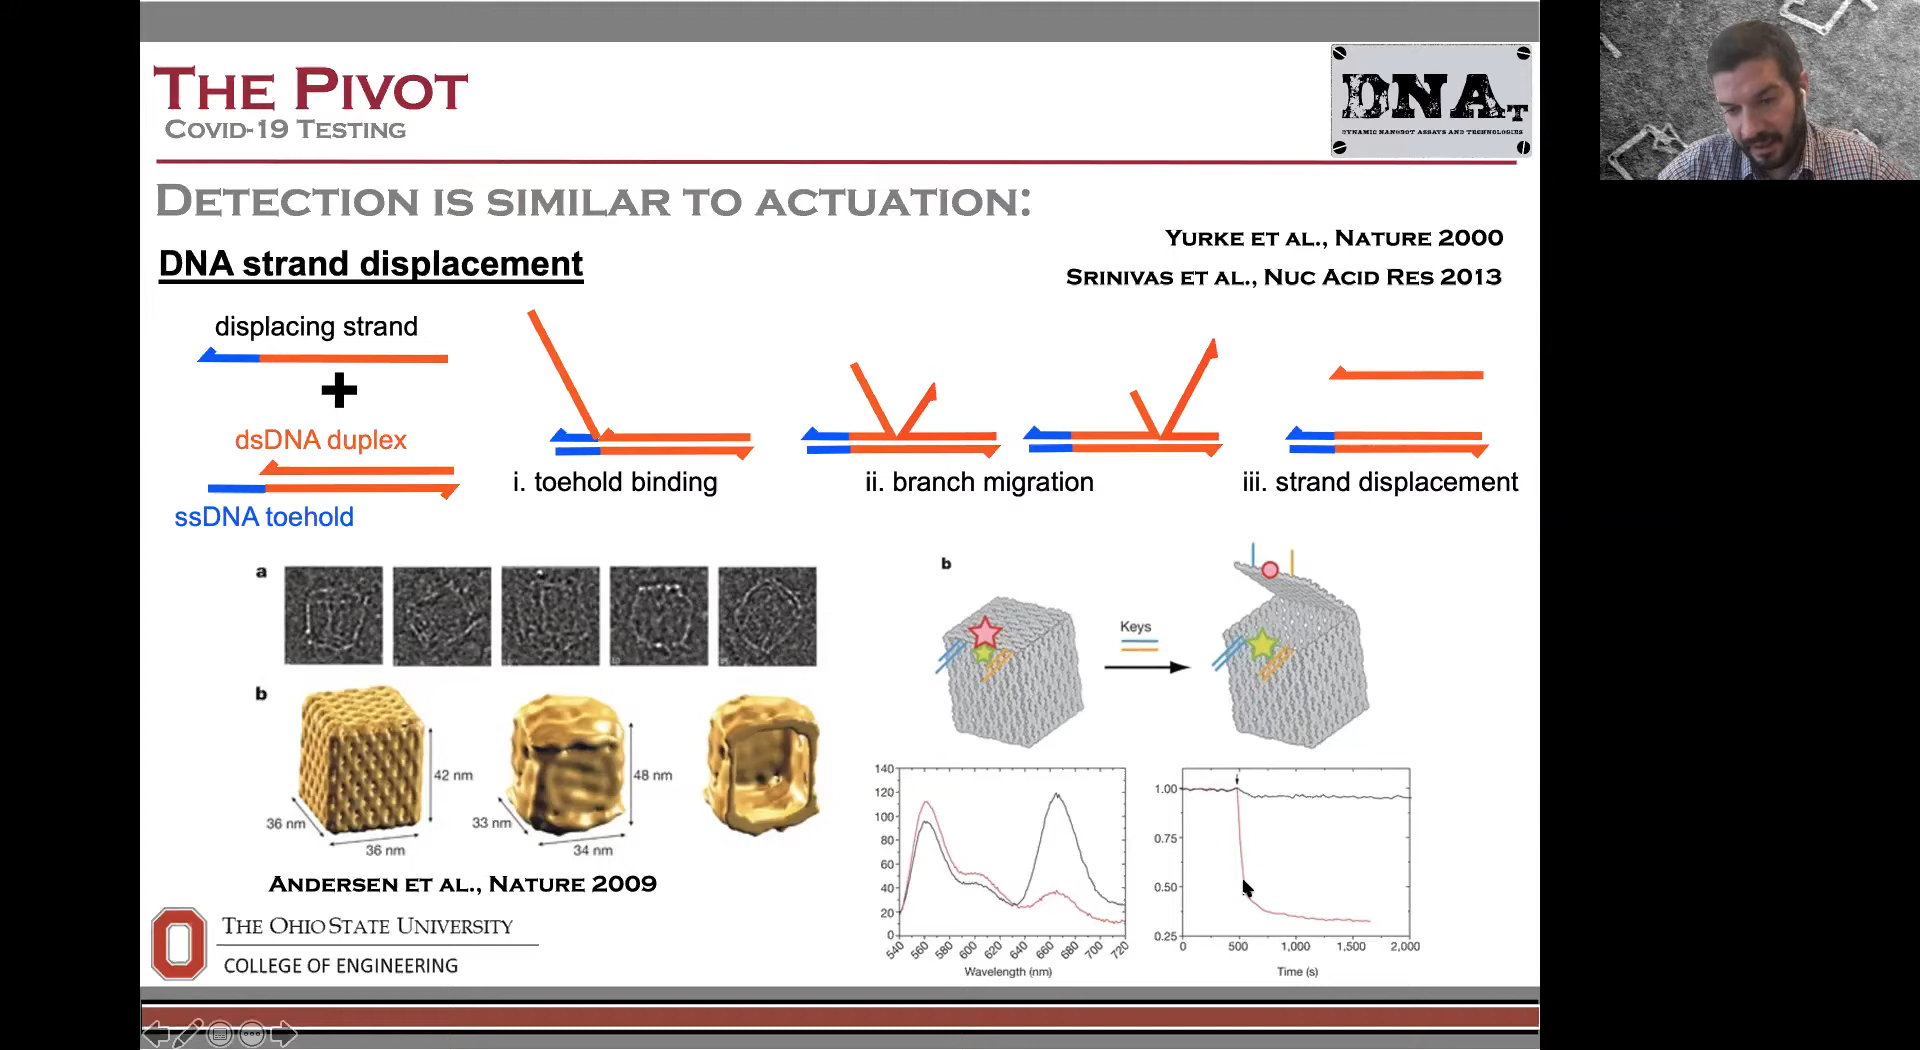 THE PIVOT
COVID-19 TESTING
DNAT
DYNAMIC NANOBOT ASSAYS AND TECHNOLOGIES
DETECTION IS SIMILAR TO ACTUATION:
YURKE ET AL., NATURE 2000
SRINIVAS ET AL., NUC ACID RES 2013
DNA strand displacement
displacing strand
+
dsDNA duplex
ssDNA toehold
i. toehold binding
ii. branch migration
iii. strand displacement
a
b
42 nm
36 nm
36 nm
48 nm
33 nm
34 nm
ANDERSEN ET AL., NATURE 2009
b
Keys
140
120
100
80
60
40
20
0
540 560 580 600 620 640 660 680 700 720
Wavelength (nm)
1.00
0.75
0.50
0.25
0 500 1,000 1,500 2,000
Time (s)
THE OHIO STATE UNIVERSITY
COLLEGE OF ENGINEERING